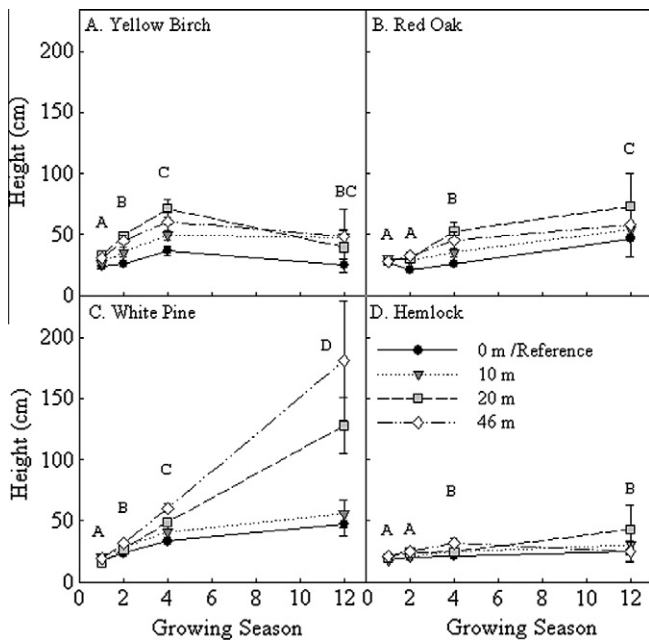 A. Yellow Birch
B. Red Oak
200
150
100
50
0
Height (cm)
A
B
C
BC
A
A
B
C
C. White Pine
D. Hemlock
0 m /Reference
10 m
20 m
46 m
200
150
100
50
0
Height (cm)
A
B
C
D
A
A
B
B
0 2 4 6 8 10 12
0 2 4 6 8 10 12
Growing Season
Growing Season